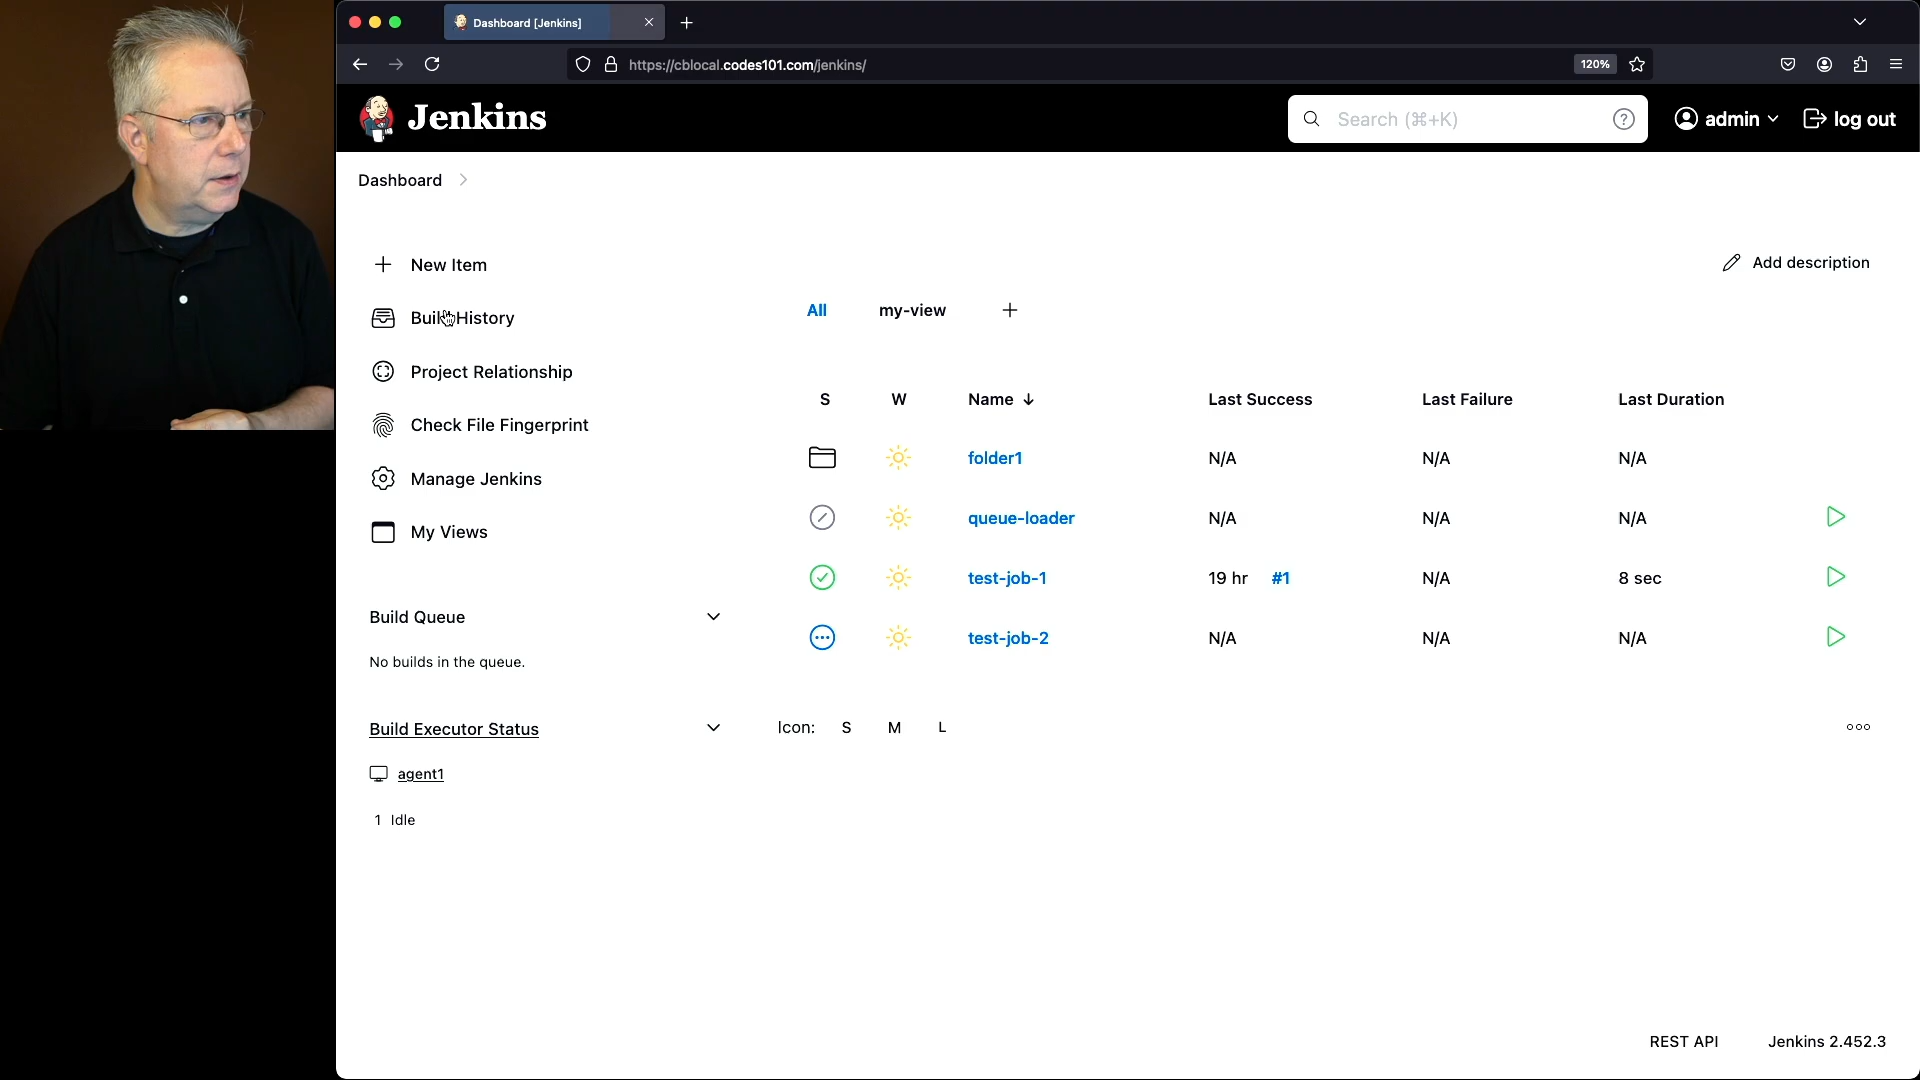 Dashboard [Jenkins]
https://cblocal.codes101.com/jenkins/
120%
Jenkins
Search (⌘+K)
?
admin
log out
Dashboard
New Item
Build History
Project Relationship
Check File Fingerprint
Manage Jenkins
My Views
Add description
All my-view +
S W Name ↓ Last Success Last Failure Last Duration
folder1 N/A N/A N/A
queue-loader N/A N/A N/A
test-job-1 19 hr #1 N/A 8 sec
test-job-2 N/A N/A N/A
Build Queue
No builds in the queue.
Build Executor Status
agent1
1 Idle
Icon: S M L
REST API Jenkins 2.452.3